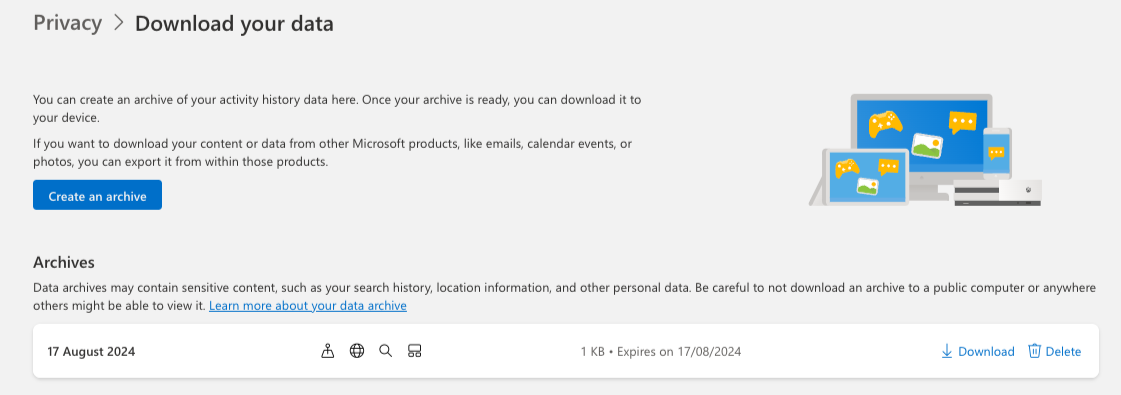 Privacy > Download your data
You can create an archive of your activity history data here. Once your archive is ready, you can download it to
your device.
If you want to download your content or data from other Microsoft products, like emails, calendar events, or
photos, you can export it from within those products.
Create an archive
Archives
Data archives may contain sensitive content, such as your search history, location information, and other personal data. Be careful to not download an archive to a public computer or anywhere
others might be able to view it. Learn more about your data archive
17 August 2024 1 KB • Expires on 17/08/2024 Download Delete